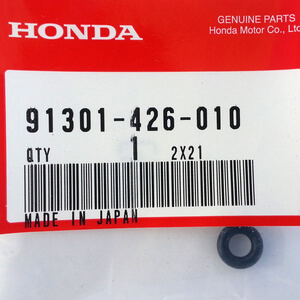 HONDA
GENUINE PARTS
Honda Motor Co., Ltd
91301-426-010
QTY 1 2X21
MADE IN JAPAN